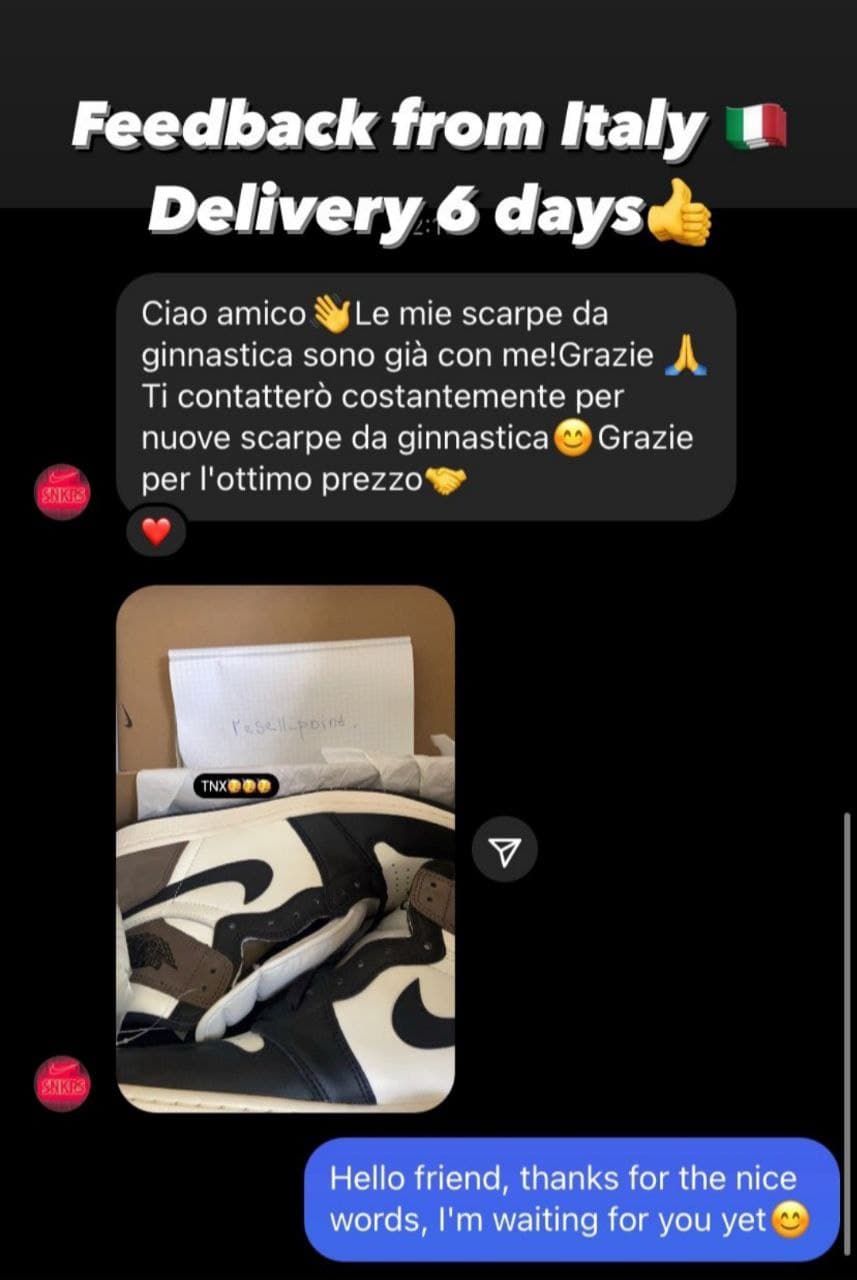 Feedback from Italy 🇮🇹
Delivery 6 days👍
Ciao amico👋Le mie scarpe da
ginnastica sono già con me!Grazie 🙏
Ti contatterò costantemente per
nuove scarpe da ginnastica😊Grazie
per l'ottimo prezzo🤝
SNKRS
❤️
resell_point.
TNX🥳🥳🥳
SNKRS
Hello friend, thanks for the nice
words, I'm waiting for you yet😊